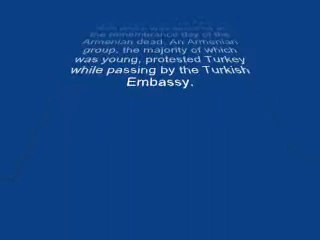 the remembrance day of the
Armenian dead. An Armenian
group, the majority of which
was young, protested Turkey
while passing by the Turkish
Embassy.